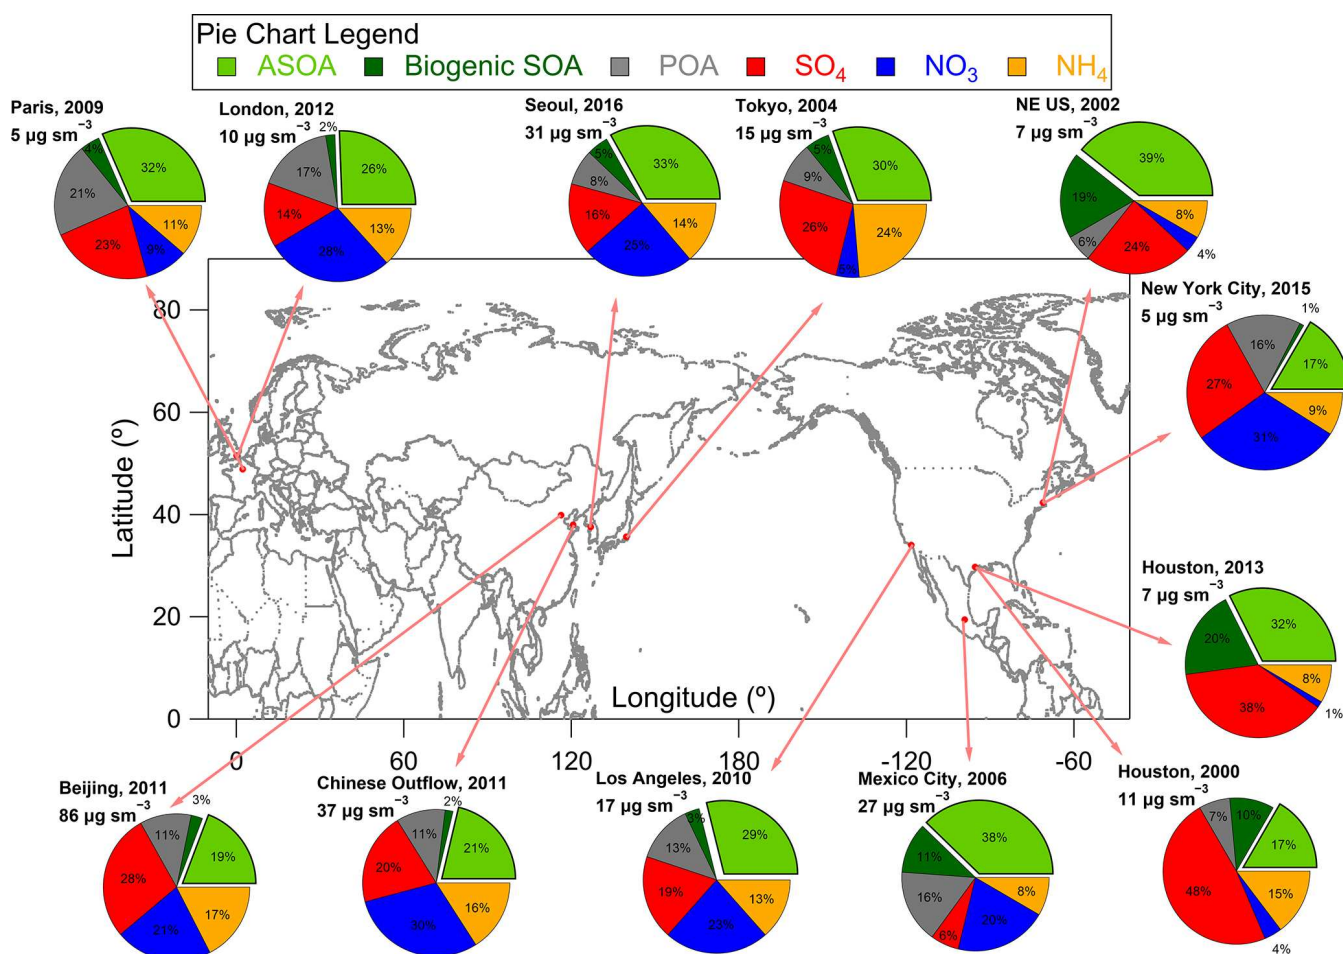 Pie Chart Legend
ASOA Biogenic SOA POA SO4 NO3 NH4
Paris, 2009
5 µg sm−3
4%
32%
21%
11%
23%
9%
London, 2012
10 µg sm−3
2%
26%
17%
14%
13%
28%
Seoul, 2016
31 µg sm−3
5%
33%
8%
16%
14%
25%
Tokyo, 2004
15 µg sm−3
5%
30%
9%
26%
24%
5%
NE US, 2002
7 µg sm−3
39%
19%
8%
6%
24%
4%
New York City, 2015
5 µg sm−3
1%
16%
17%
27%
9%
31%
Houston, 2013
7 µg sm−3
32%
20%
8%
38%
1%
Latitude (º)
80
60
40
20
0
Longitude (º)
0 60 120 180 -120 -60
Beijing, 2011
86 µg sm−3
3%
11%
19%
28%
17%
21%
Chinese Outflow, 2011
37 µg sm−3
2%
11%
21%
20%
16%
30%
Los Angeles, 2010
17 µg sm−3
3%
29%
13%
19%
13%
23%
Mexico City, 2006
27 µg sm−3
38%
11%
16%
8%
6%
20%
Houston, 2000
11 µg sm−3
7%
10%
17%
48%
15%
4%